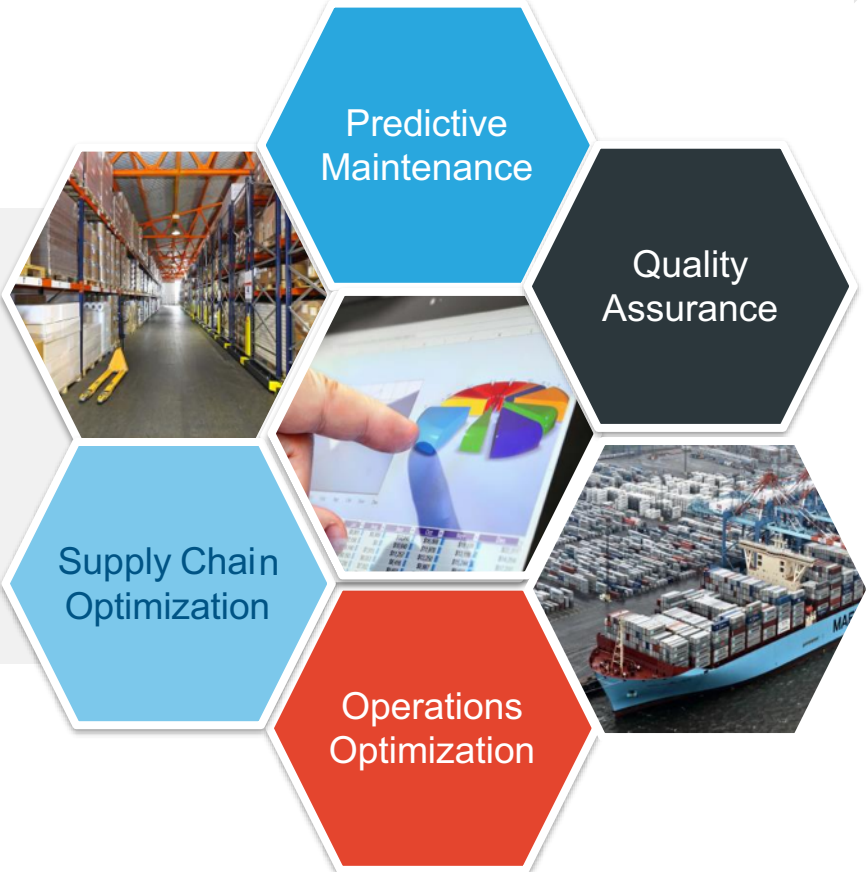 Predictive
Maintenance
Quality
Assurance
Supply Chain
Optimization
Operations
Optimization